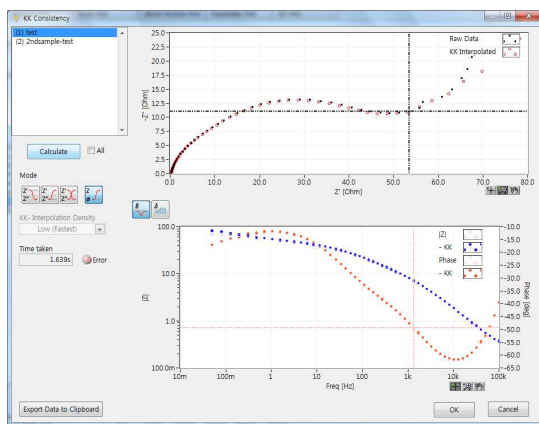 KK Consistency
(1) test
(2) 2ndsample-test
Calculate
All
Mode
KK- Interpolation Density
Low (Fastest)
Time taken
1.639s
Error
Export Data to Clipboard
Raw Data
KK Interpolated
-Z" [Ohm]
25.0
22.5
20.0
17.5
15.0
12.5
10.0
7.5
5.0
2.5
0.0
0.0 10.0 20.0 30.0 40.0 50.0 60.0 70.0 80.0
Z' [Ohm]
|Z|
~ KK
Phase
~ KK
|Z|
100.0
10.0
1.0
100.0m
10m 100m 1 10 100 1k 10k 100k
Freq [Hz]
-10.0
-15.0
-20.0
-25.0
-30.0
-35.0
-40.0
-45.0
-50.0
-55.0
-60.0
-65.0
Phase [deg]
OK
Cancel